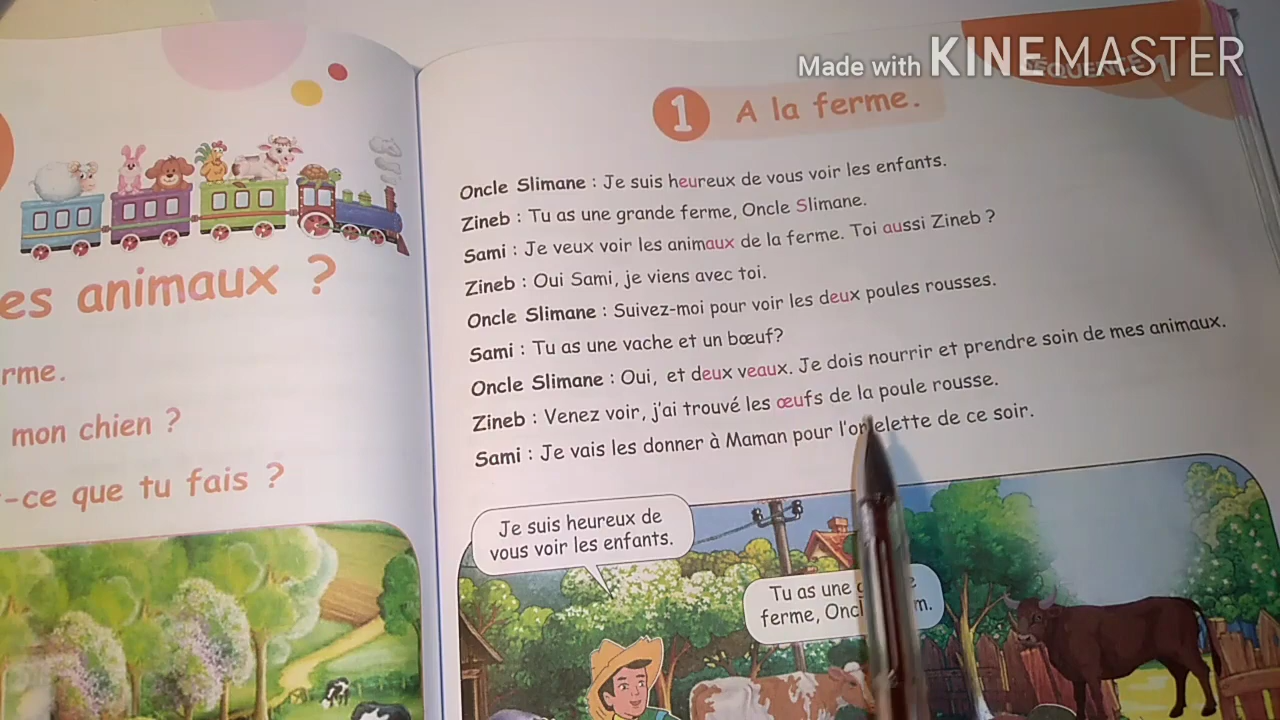 Made with KINEMASTER
SÉQUENCE 1
es animaux ?
rme.
mon chien ?
-ce que tu fais ?
1 A la ferme.
Oncle Slimane : Je suis heureux de vous voir les enfants.
Zineb : Tu as une grande ferme, Oncle Slimane.
Sami : Je veux voir les animaux de la ferme. Toi aussi Zineb ?
Zineb : Oui Sami, je viens avec toi.
Oncle Slimane : Suivez-moi pour voir les deux poules rousses.
Sami : Tu as une vache et un bœuf?
Oncle Slimane : Oui, et deux veaux. Je dois nourrir et prendre soin de mes animaux.
Zineb : Venez voir, j'ai trouvé les œufs de la poule rousse.
Sami : Je vais les donner à Maman pour l'omelette de ce soir.
Je suis heureux de
vous voir les enfants.
Tu as une
ferme,